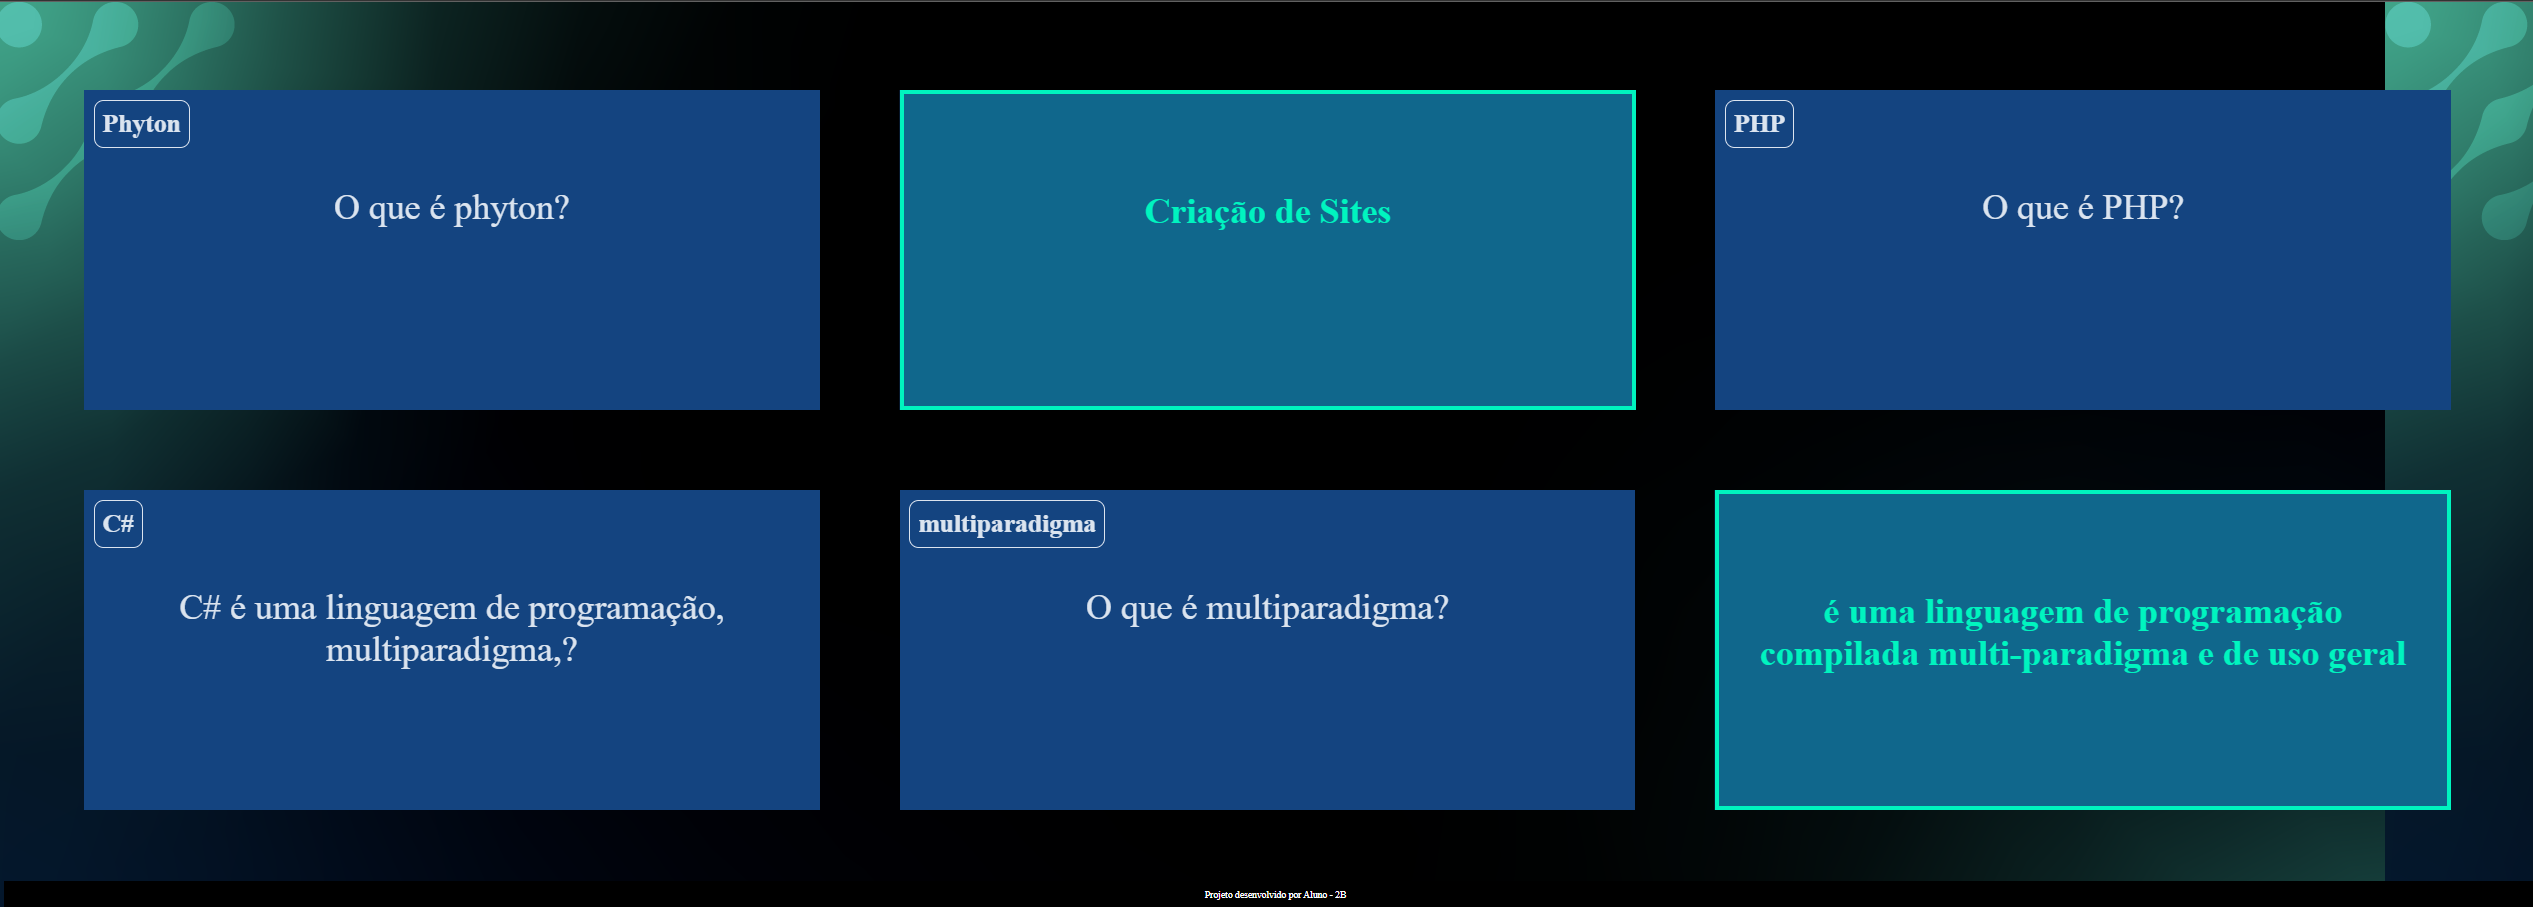 Phyton
O que é phyton?
Criação de Sites
PHP
O que é PHP?
C#
C# é uma linguagem de programação,
multiparadigma,?
multiparadigma
O que é multiparadigma?
é uma linguagem de programação
compilada multi-paradigma e de uso geral
Projeto desenvolvido por Aluno - 2B